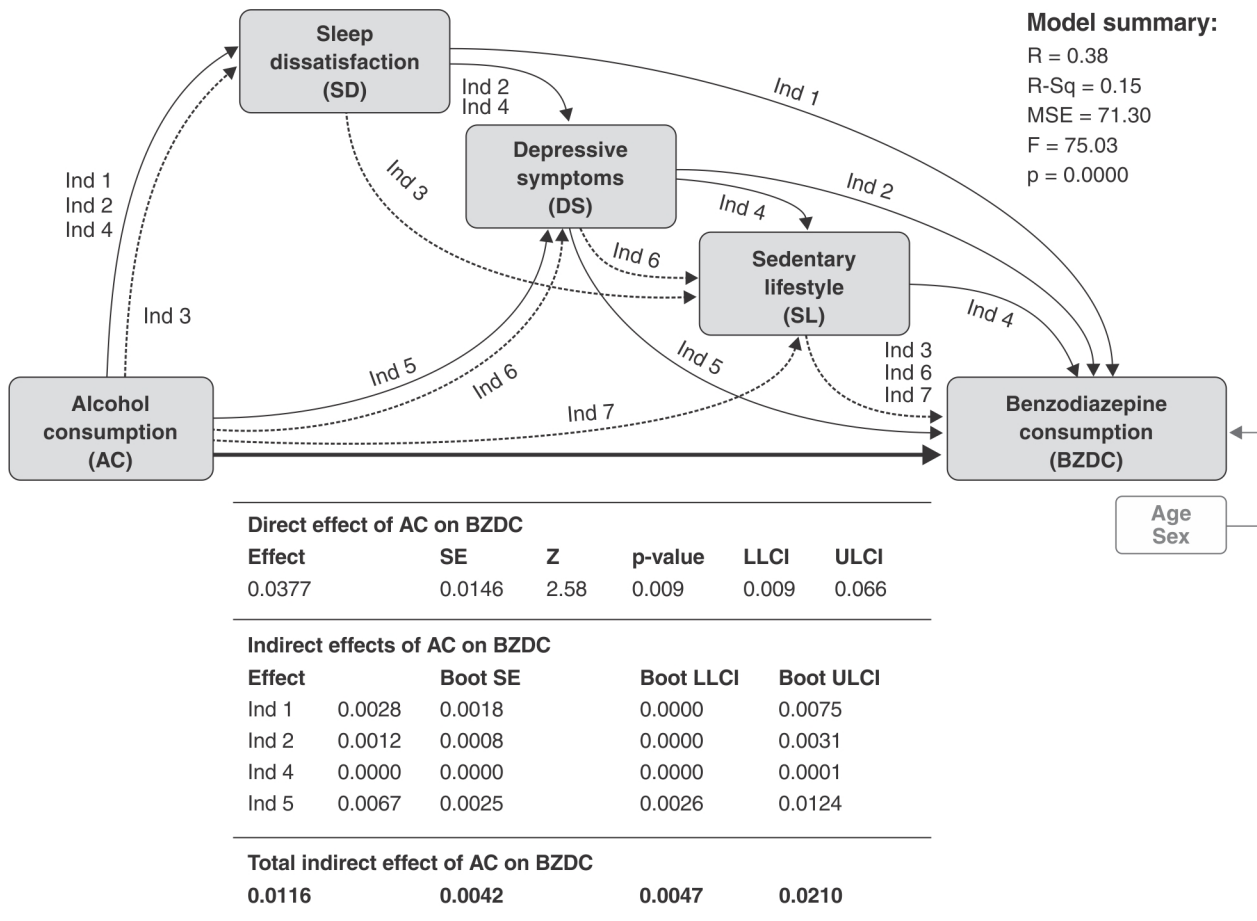 Sleep
dissatisfaction
(SD)
Model summary:
R = 0.38
R-Sq = 0.15
MSE = 71.30
F = 75.03
p = 0.0000
Ind 1
Ind 2
Ind 4
Depressive
symptoms
(DS)
Ind 3
Ind 2
Ind 4
Ind 1
Ind 2
Ind 4
Ind 6
Sedentary
lifestyle
(SL)
Ind 4
Ind 3
Ind 5
Ind 6
Ind 5
Ind 3
Ind 6
Ind 7
Ind 7
Alcohol
consumption
(AC)
Benzodiazepine
consumption
(BZDC)
Age
Sex
Direct effect of AC on BZDC
Effect SE Z p-value LLCI ULCI
0.0377 0.0146 2.58 0.009 0.009 0.066
Indirect effects of AC on BZDC
Effect Boot SE Boot LLCI Boot ULCI
Ind 1 0.0028 0.0018 0.0000 0.0075
Ind 2 0.0012 0.0008 0.0000 0.0031
Ind 4 0.0000 0.0000 0.0000 0.0001
Ind 5 0.0067 0.0025 0.0026 0.0124
Total indirect effect of AC on BZDC
0.0116 0.0042 0.0047 0.0210